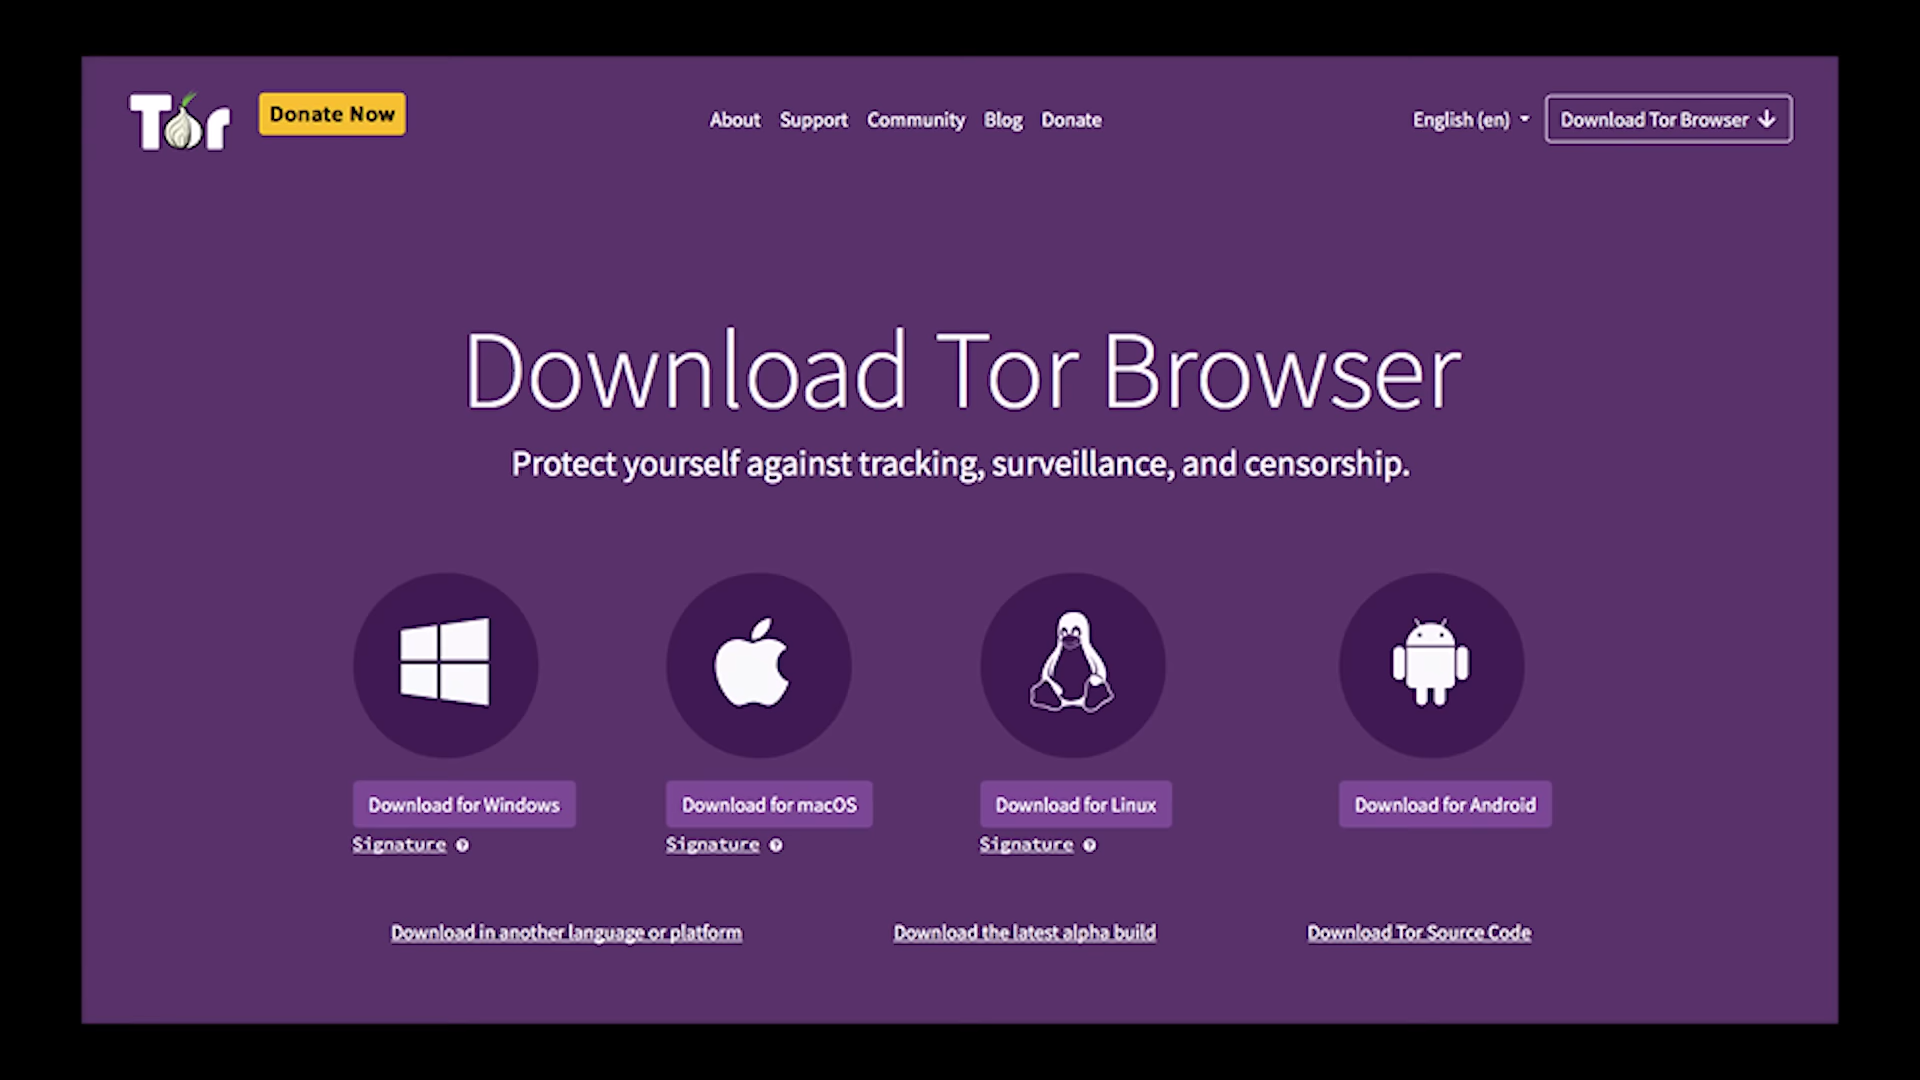 Tor
Donate Now
About Support Community Blog Donate
English (en)
Download Tor Browser
Download Tor Browser
Protect yourself against tracking, surveillance, and censorship.
Download for Windows
Signature ?
Download for macOS
Signature ?
Download for Linux
Signature ?
Download for Android
Download in another language or platform
Download the latest alpha build
Download Tor Source Code